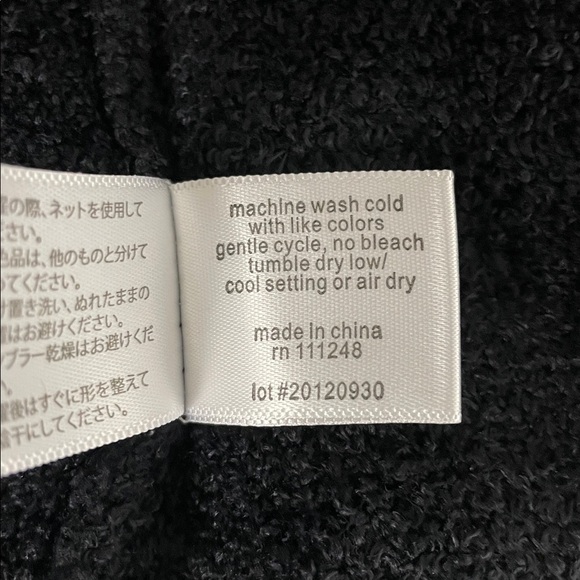 の際、ネットを使用して
さい。
色品は、他のものと分けて
てください。
置き洗い、ぬれたままの
はお避けください。
ブラー乾燥はお避けくだ
後はすぐに形を整えて
干にしてください。
machine wash cold
with like colors
gentle cycle, no bleach
tumble dry low/
cool setting or air dry
made in china
rn 111248
lot #20120930